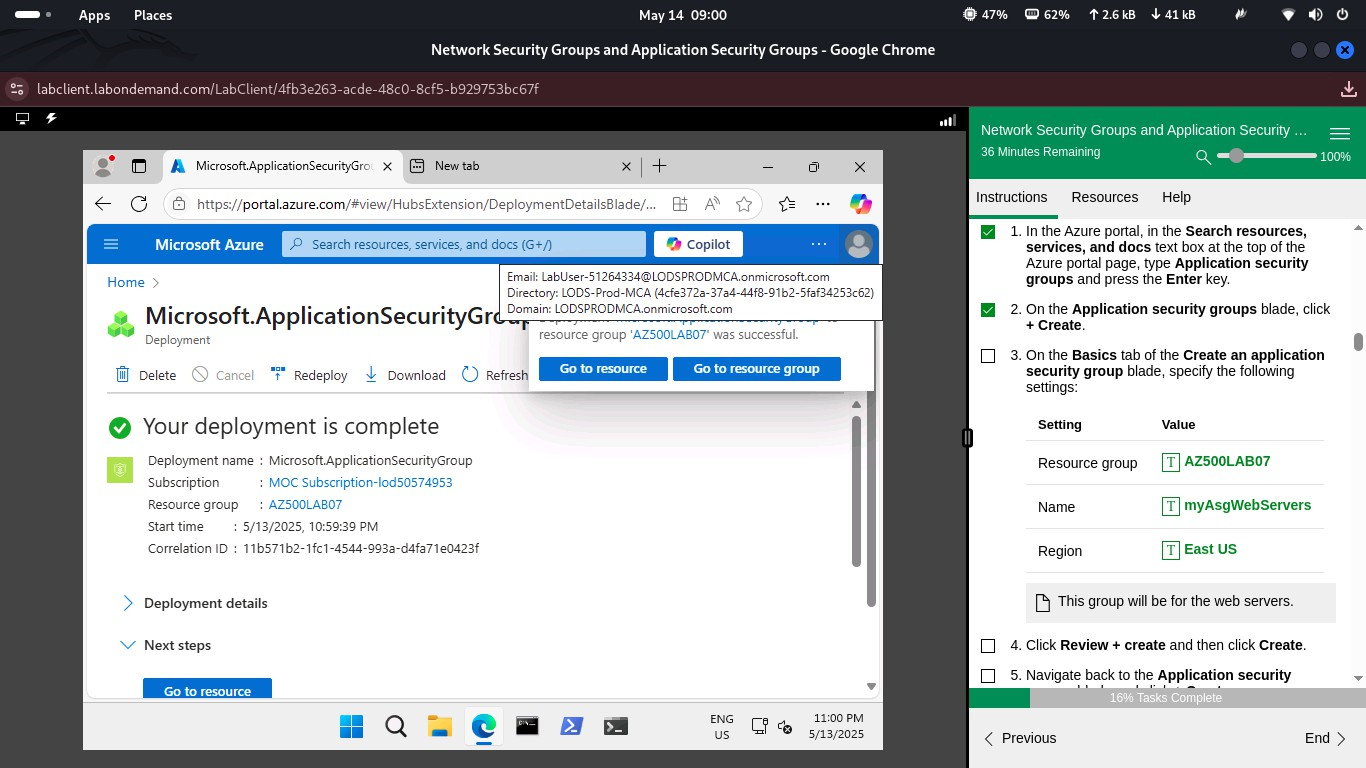 Apps Places May 14 09:00 47% 62% 2.6 kB 41 kB
Network Security Groups and Application Security Groups - Google Chrome
labclient.labondemand.com/LabClient/4fb3e263-acde-48c0-8cf5-b929753bc67f
Microsoft.ApplicationSecurityGro
New tab
https://portal.azure.com/#view/HubsExtension/DeploymentDetailsBlade/...
Microsoft Azure
Search resources, services, and docs (G+/)
Copilot
Email: LabUser-51264334@LODSPRODMCA.onmicrosoft.com
Directory: LODS-Prod-MCA (4cfe372a-37a4-44f8-91b2-5faf34253c62)
Domain: LODSPRODMCA.onmicrosoft.com
Home
Microsoft.ApplicationSecurityGroup
Deployment
resource group 'AZ500LAB07' was successful.
Go to resource
Go to resource group
Delete
Cancel
Redeploy
Download
Refresh
Your deployment is complete
Deployment name : Microsoft.ApplicationSecurityGroup
Subscription : MOC Subscription-lod50574953
Resource group : AZ500LAB07
Start time : 5/13/2025, 10:59:39 PM
Correlation ID : 11b571b2-1fc1-4544-993a-d4fa71e0423f
Deployment details
Next steps
Go to resource
ENG
US
11:00 PM
5/13/2025
Network Security Groups and Application Security ...
36 Minutes Remaining
100%
Instructions Resources Help
1. In the Azure portal, in the Search resources,
services, and docs text box at the top of the
Azure portal page, type Application security
groups and press the Enter key.
2. On the Application security groups blade, click
+ Create.
3. On the Basics tab of the Create an application
security group blade, specify the following
settings:
Setting Value
Resource group T AZ500LAB07
Name T myAsgWebServers
Region T East US
This group will be for the web servers.
4. Click Review + create and then click Create.
5. Navigate back to the Application security
16% Tasks Complete
Previous
End